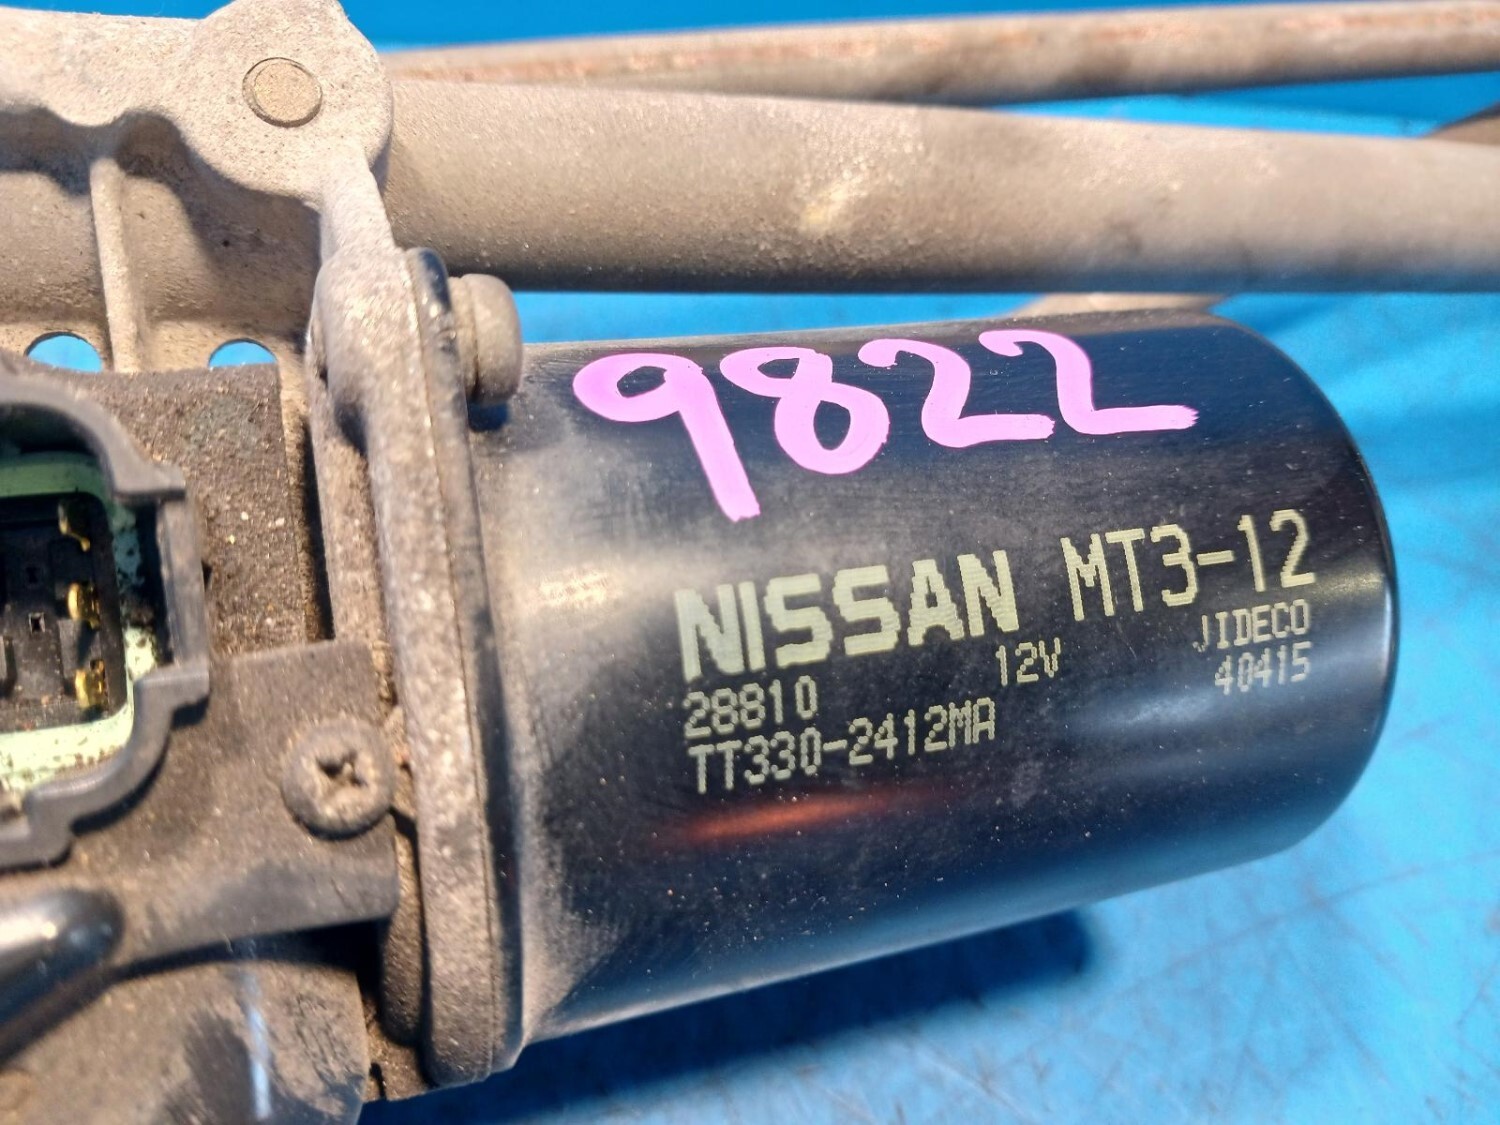 9822
NISSAN MT3-12
28810 12V JIDECO
TT330-2412MA 40415